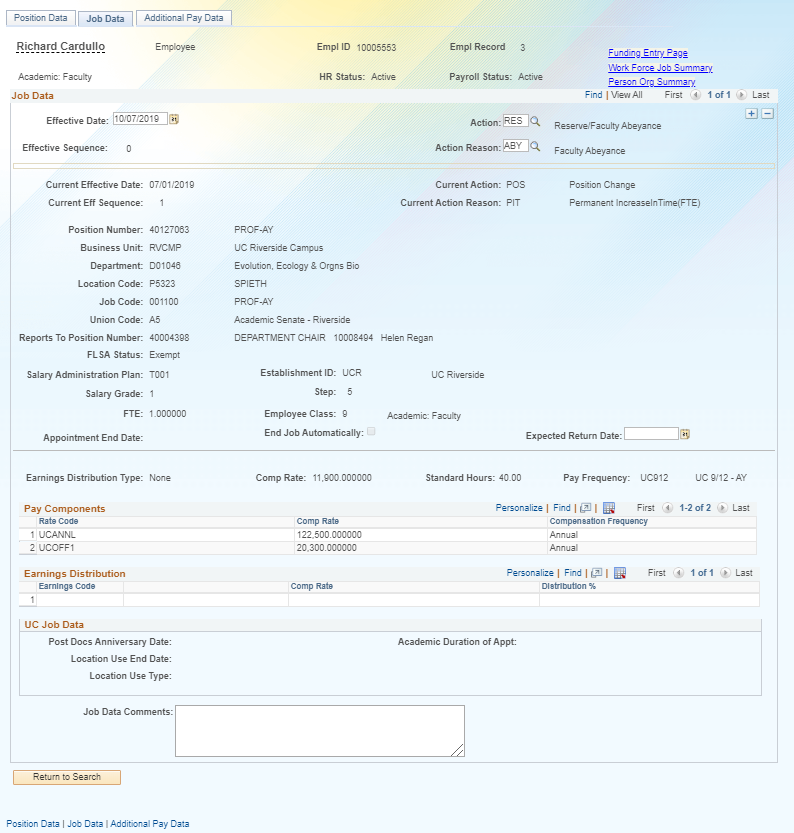 Position Data Job Data Additional Pay Data
Richard Cardullo Employee Empl ID 10005553 Empl Record 3 Funding Entry Page
Work Force Job Summary
Academic: Faculty HR Status: Active Payroll Status: Active Person Org Summary
Job Data Find | View All First 1 of 1 Last
Effective Date: 10/07/2019 Action: RES Reserve/Faculty Abeyance
Effective Sequence: 0 Action Reason: ABY Faculty Abeyance
Current Effective Date: 07/01/2019 Current Action: POS Position Change
Current Eff Sequence: 1 Current Action Reason: PIT Permanent IncreaseInTime(FTE)
Position Number: 40127063 PROF-AY
Business Unit: RVCMP UC Riverside Campus
Department: D01046 Evolution, Ecology & Orgns Bio
Location Code: P5323 SPIETH
Job Code: 001100 PROF-AY
Union Code: A5 Academic Senate - Riverside
Reports To Position Number: 40004398 DEPARTMENT CHAIR 10008494 Helen Regan
FLSA Status: Exempt
Salary Administration Plan: T001 Establishment ID: UCR UC Riverside
Salary Grade: 1 Step: 5
FTE: 1.000000 Employee Class: 9 Academic: Faculty
Appointment End Date: End Job Automatically: Expected Return Date:
Earnings Distribution Type: None Comp Rate: 11,900.000000 Standard Hours: 40.00 Pay Frequency: UC912 UC 9/12 - AY
Pay Components Personalize | Find | | First 1-2 of 2 Last
Rate Code Comp Rate Compensation Frequency
1 UCANNL 122,500.000000 Annual
2 UCOFF1 20,300.000000 Annual
Earnings Distribution Personalize | Find | | First 1 of 1 Last
Earnings Code Comp Rate Distribution %
1
UC Job Data
Post Docs Anniversary Date: Academic Duration of Appt:
Location Use End Date:
Location Use Type:
Job Data Comments:
Return to Search
Position Data | Job Data | Additional Pay Data